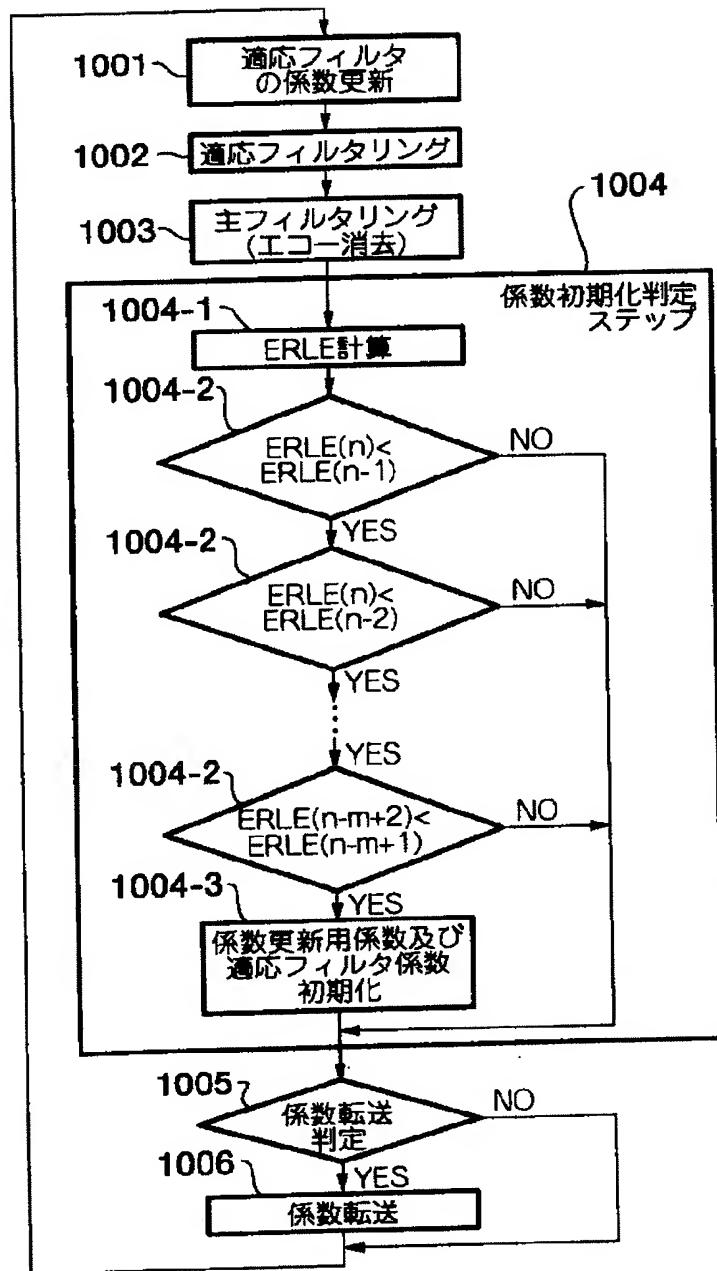 1001
適応フィルタ
の係数更新
1002
適応フィルタリング
1003
主フィルタリング
(エコー消去)
1004
係数初期化判定
ステップ
1004-1
ERLE計算
1004-2
ERLE(n)<
ERLE(n-1)
NO
YES
1004-2
ERLE(n)<
ERLE(n-2)
NO
YES
YES
1004-2
ERLE(n-m+2)<
ERLE(n-m+1)
NO
YES
1004-3
係数更新用係数及び
適応フィルタ係数
初期化
1005
係数転送
判定
NO
YES
1006
係数転送